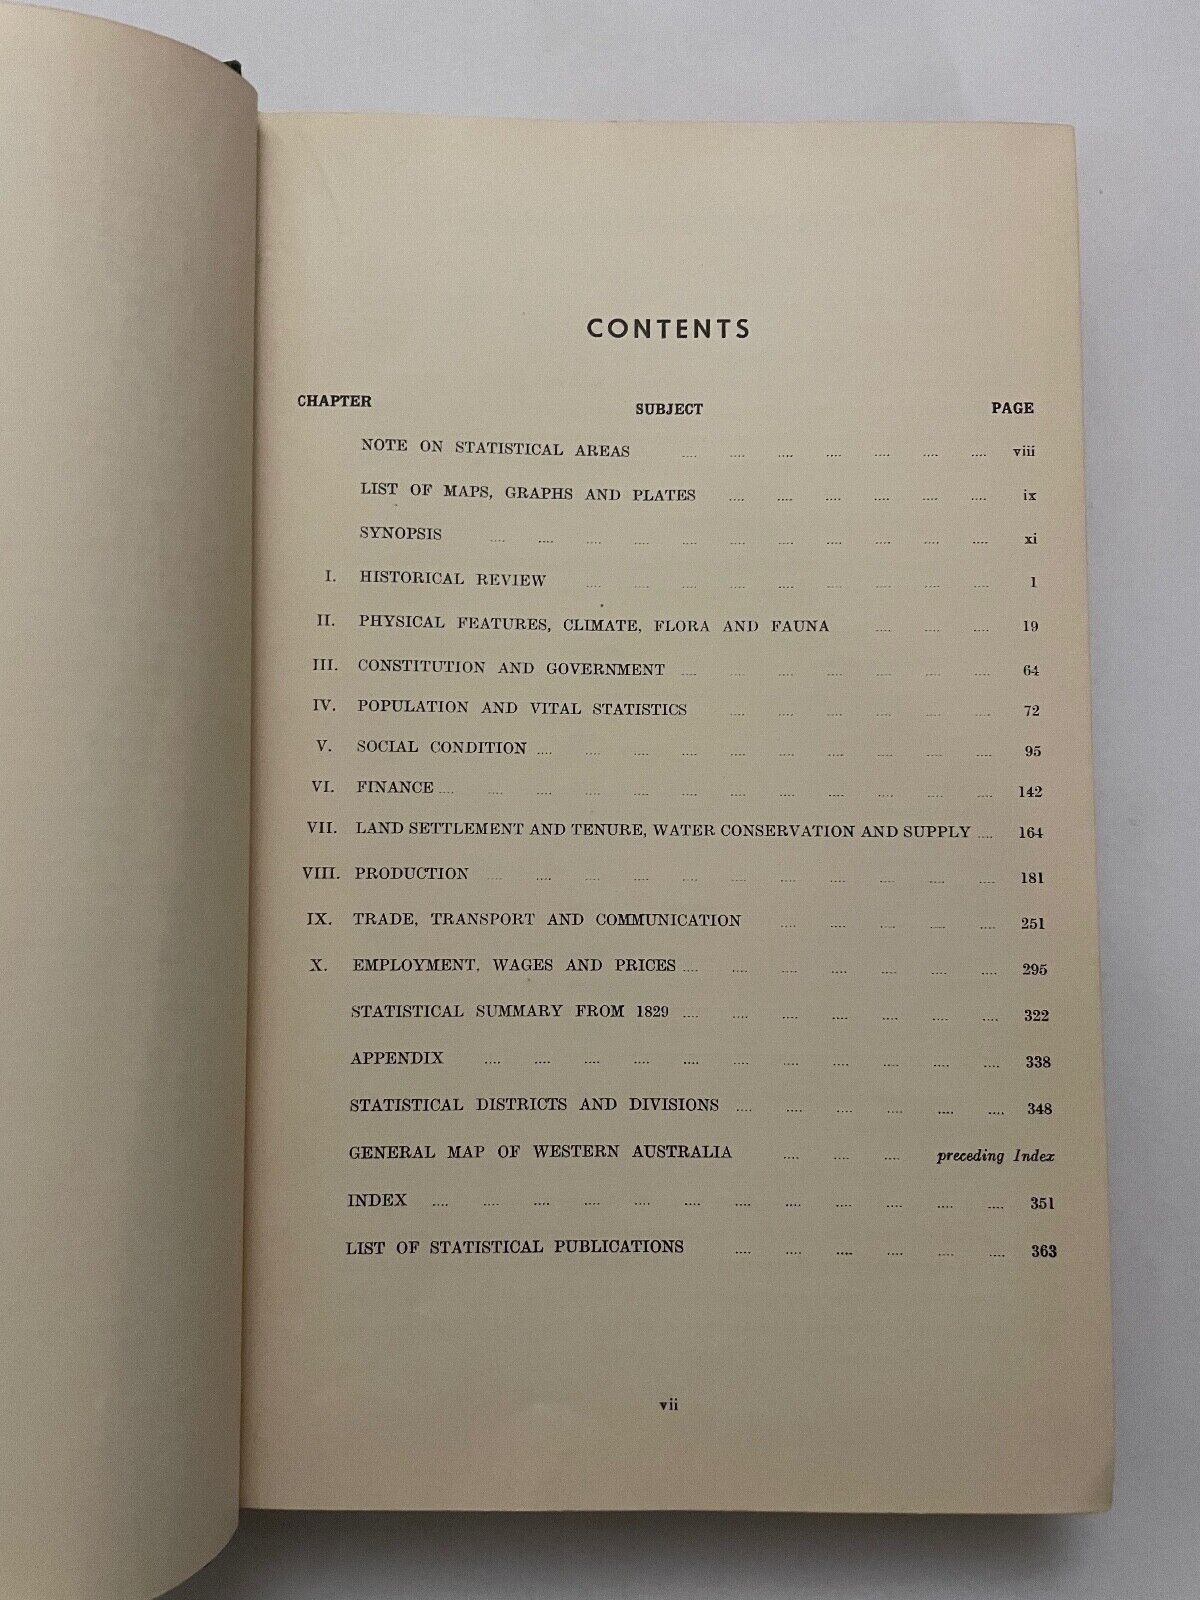 CONTENTS
CHAPTER SUBJECT PAGE
NOTE ON STATISTICAL AREAS .... .... .... .... .... .... .... viii
LIST OF MAPS, GRAPHS AND PLATES .... .... .... .... .... .... ix
SYNOPSIS .... .... .... .... .... .... .... .... .... .... .... xi
I. HISTORICAL REVIEW .... .... .... .... .... .... .... .... .... 1
II. PHYSICAL FEATURES, CLIMATE, FLORA AND FAUNA .... .... .... 19
III. CONSTITUTION AND GOVERNMENT .... .... .... .... .... .... .... 64
IV. POPULATION AND VITAL STATISTICS .... .... .... .... .... .... 72
V. SOCIAL CONDITION .... .... .... .... .... .... .... .... .... .... 95
VI. FINANCE .... .... .... .... .... .... .... .... .... .... .... .... 142
VII. LAND SETTLEMENT AND TENURE, WATER CONSERVATION AND SUPPLY .... 164
VIII. PRODUCTION .... .... .... .... .... .... .... .... .... .... .... 181
IX. TRADE, TRANSPORT AND COMMUNICATION .... .... .... .... .... 251
X. EMPLOYMENT, WAGES AND PRICES .... .... .... .... .... .... .... 295
STATISTICAL SUMMARY FROM 1829 .... .... .... .... .... .... .... 322
APPENDIX .... .... .... .... .... .... .... .... .... .... .... 338
STATISTICAL DISTRICTS AND DIVISIONS .... .... .... .... .... .... 348
GENERAL MAP OF WESTERN AUSTRALIA .... .... .... preceding Index
INDEX .... .... .... .... .... .... .... .... .... .... .... .... 351
LIST OF STATISTICAL PUBLICATIONS .... .... .... .... .... .... 363
vii